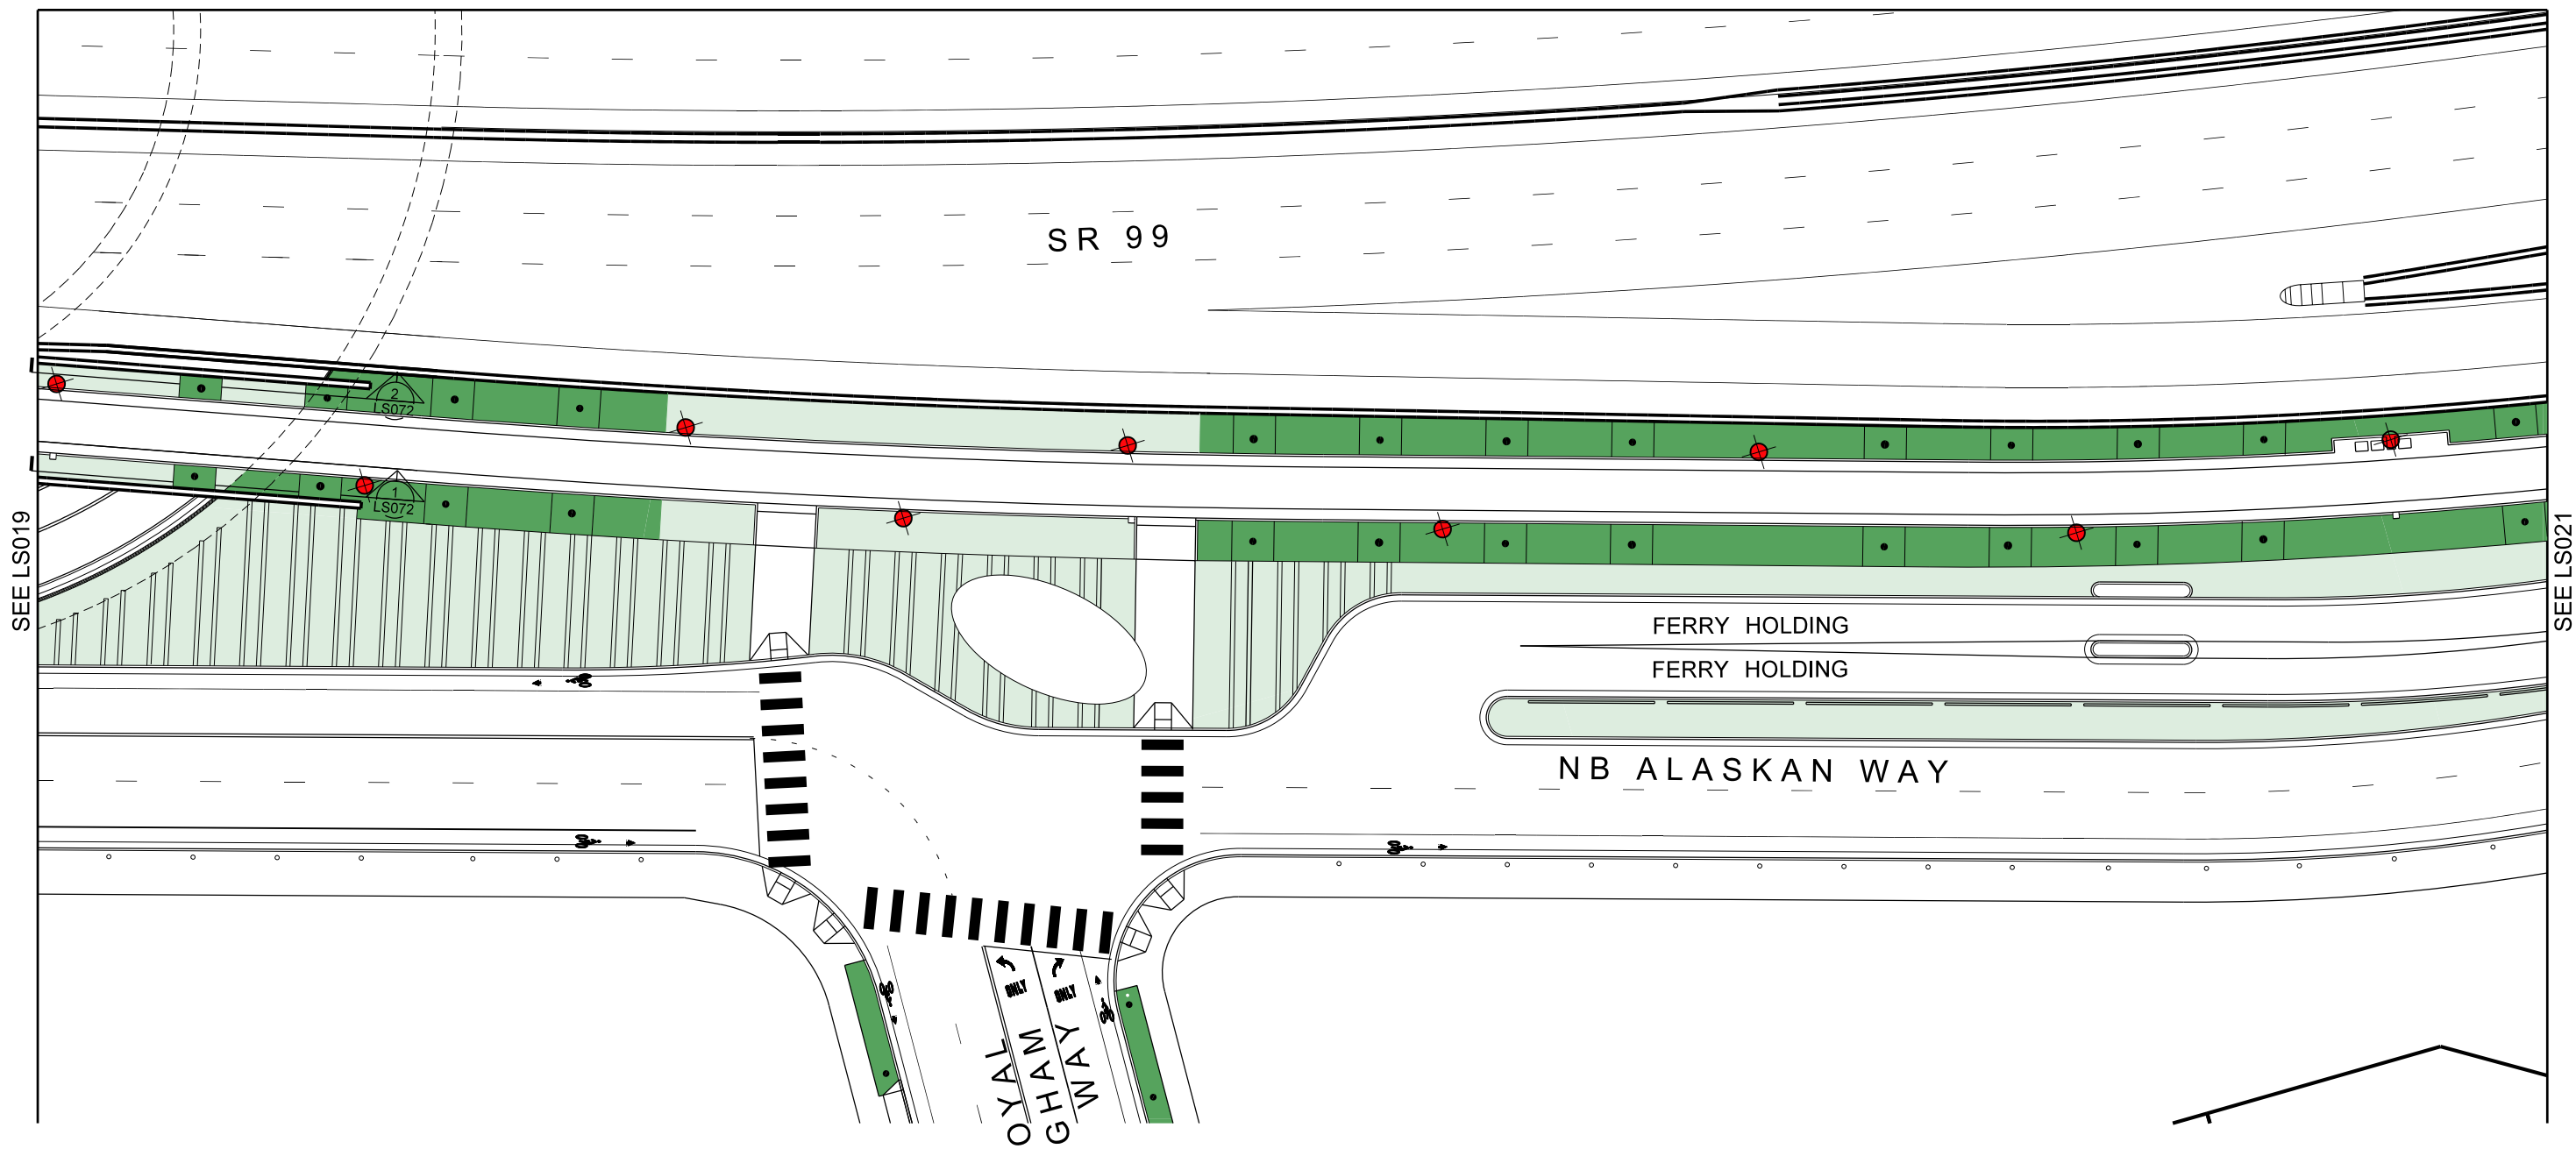 SR 99
2
LS072
1
LS072
SEE LS019
SEE LS021
FERRY HOLDING
FERRY HOLDING
NB ALASKAN WAY
ONLY
ONLY
OYAL
GHAM
WAY